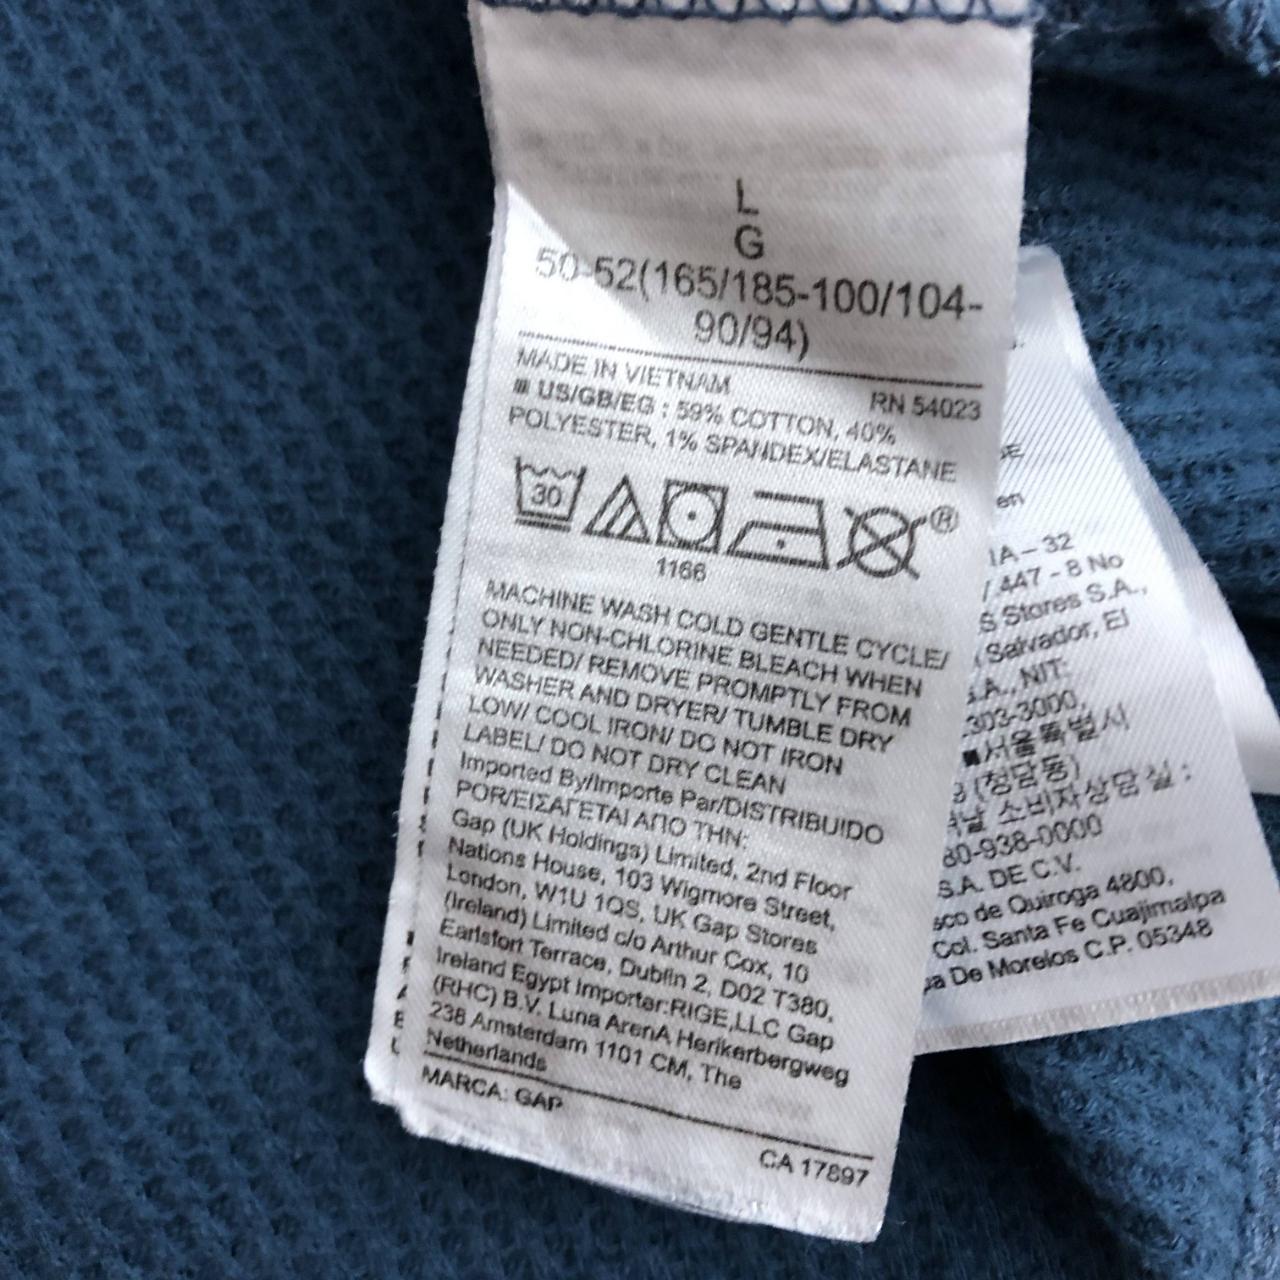 L
G
50-52(165/185-100/104-
90/94)
MADE IN VIETNAM
RN 54023
US/GB/EG : 59% COTTON, 40%
POLYESTER, 1% SPANDEX/ELASTANE
30
®
1166
MACHINE WASH COLD GENTLE CYCLE/
ONLY NON-CHLORINE BLEACH WHEN
NEEDED/ REMOVE PROMPTLY FROM
WASHER AND DRYER/ TUMBLE DRY
LOW/ COOL IRON/ DO NOT IRON
LABEL/ DO NOT DRY CLEAN
Imported By/Importe Par/DISTRIBUIDO
POR/ΕΙΣΑΓΕΤΑΙ ΑΠΟ ΤΗΝ:
Gap (UK Holdings) Limited, 2nd Floor
Nations House, 103 Wigmore Street,
London, W1U 1QS, UK Gap Stores
(Ireland) Limited c/o Arthur Cox, 10
Earlsfort Terrace, Dublin 2, D02 T380,
Ireland Egypt Importer:RIGE,LLC Gap
(RHC) B.V. Luna ArenA Herikerbergweg
238 Amsterdam 1101 CM, The
Netherlands
MARCA: GAP
CA 17897
en
IA – 32
447 - 8 No
S Stores S.A.,
Salvador, El
.A., NIT:
303-3000,
■서울특별시
(청담동)
소비자상담실 :
80-938-0000
S.A. DE C.V.
sco de Quiroga 4800,
Col. Santa Fe Cuajimalpa
pa De Morelos C.P. 05348